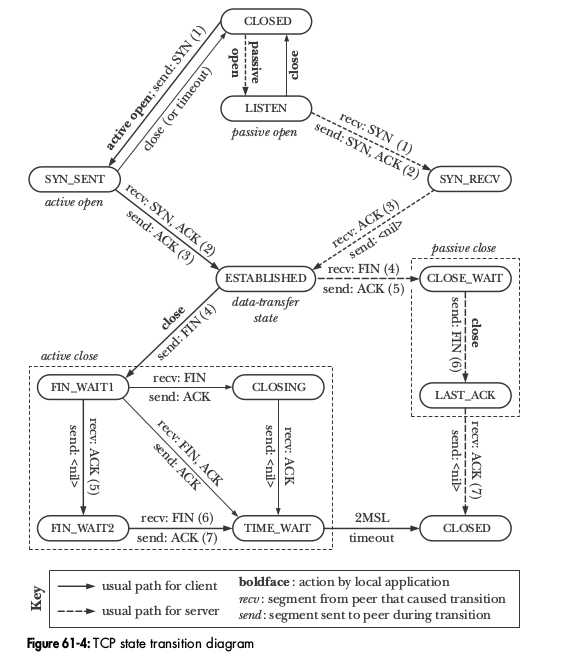 CLOSED
active open; send: SYN (1)
close (or timeout)
passive
open
close
LISTEN
passive open
recv: SYN (1)
send: SYN, ACK (2)
SYN_SENT
active open
SYN_RECV
recv: SYN, ACK (2)
send: ACK (3)
recv: ACK (3)
send: <nil>
ESTABLISHED
data-transfer
state
recv: FIN (4)
send: ACK (5)
passive close
CLOSE_WAIT
close
send: FIN (6)
LAST_ACK
close
send: FIN (4)
active close
FIN_WAIT1
recv: FIN
send: ACK
CLOSING
recv: ACK (5)
send: <nil>
recv: FIN, ACK
send: ACK
recv: ACK
send: <nil>
recv: ACK (7)
send: <nil>
FIN_WAIT2
recv: FIN (6)
send: ACK (7)
TIME_WAIT
2MSL
timeout
CLOSED
Key
usual path for client
usual path for server
boldface : action by local application
recv : segment from peer that caused transition
send : segment sent to peer during transition
Figure 61-4: TCP state transition diagram